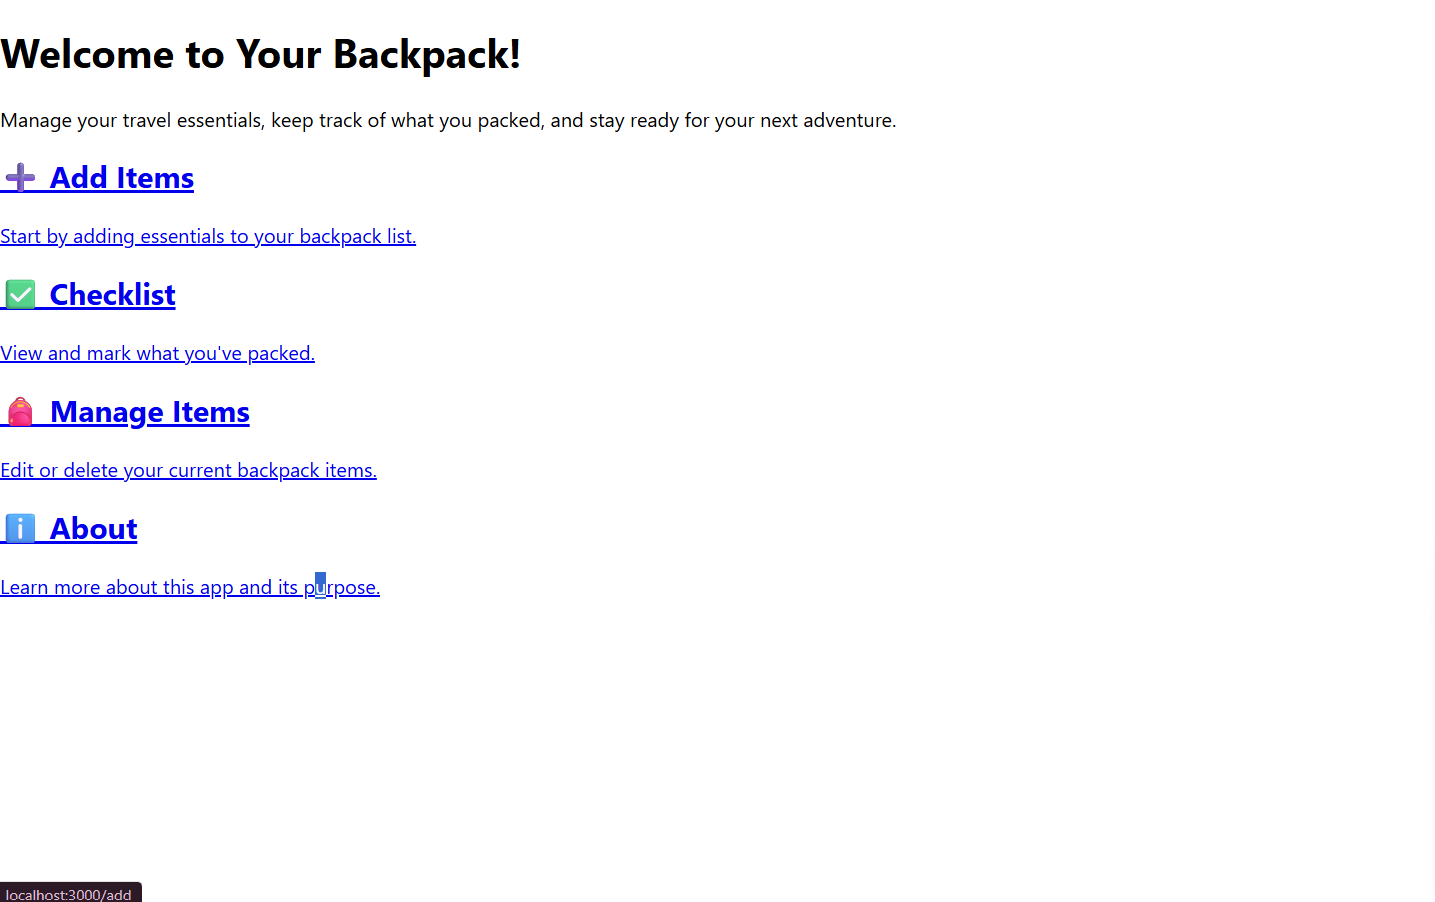 Welcome to Your Backpack!
Manage your travel essentials, keep track of what you packed, and stay ready for your next adventure.
➕ Add Items
Start by adding essentials to your backpack list.
✅ Checklist
View and mark what you've packed.
🎒 Manage Items
Edit or delete your current backpack items.
ℹ️ About
Learn more about this app and its purpose.
localhost:3000/add